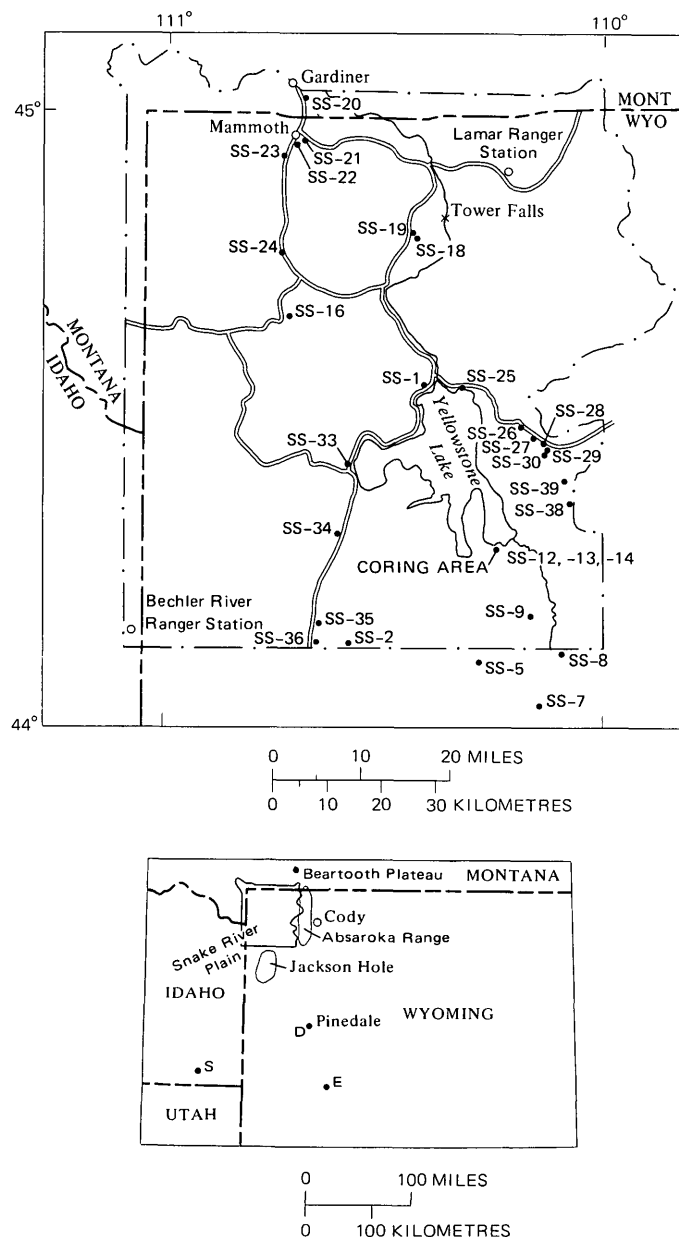 111°
110°
Gardiner
45°
SS-20
MONT
WYO
Mammoth
Lamar Ranger
Station
SS-23
SS-21
SS-22
Tower Falls
SS-19
SS-18
SS-24
SS-16
MONTANA
IDAHO
SS-1
SS-25
Yellowstone
Lake
SS-28
SS-26
SS-27
SS-30
SS-29
SS-33
SS-39
SS-38
SS-34
CORING AREA
SS-12, -13, -14
Bechler River
Ranger Station
SS-9
SS-35
SS-36
SS-2
SS-8
SS-5
SS-7
44°
0 10 20 MILES
0 10 20 30 KILOMETRES
Beartooth Plateau
MONTANA
Cody
Absaroka Range
Snake River
Plain
Jackson Hole
IDAHO
WYOMING
Pinedale
D
S
E
UTAH
0 100 MILES
0 100 KILOMETRES